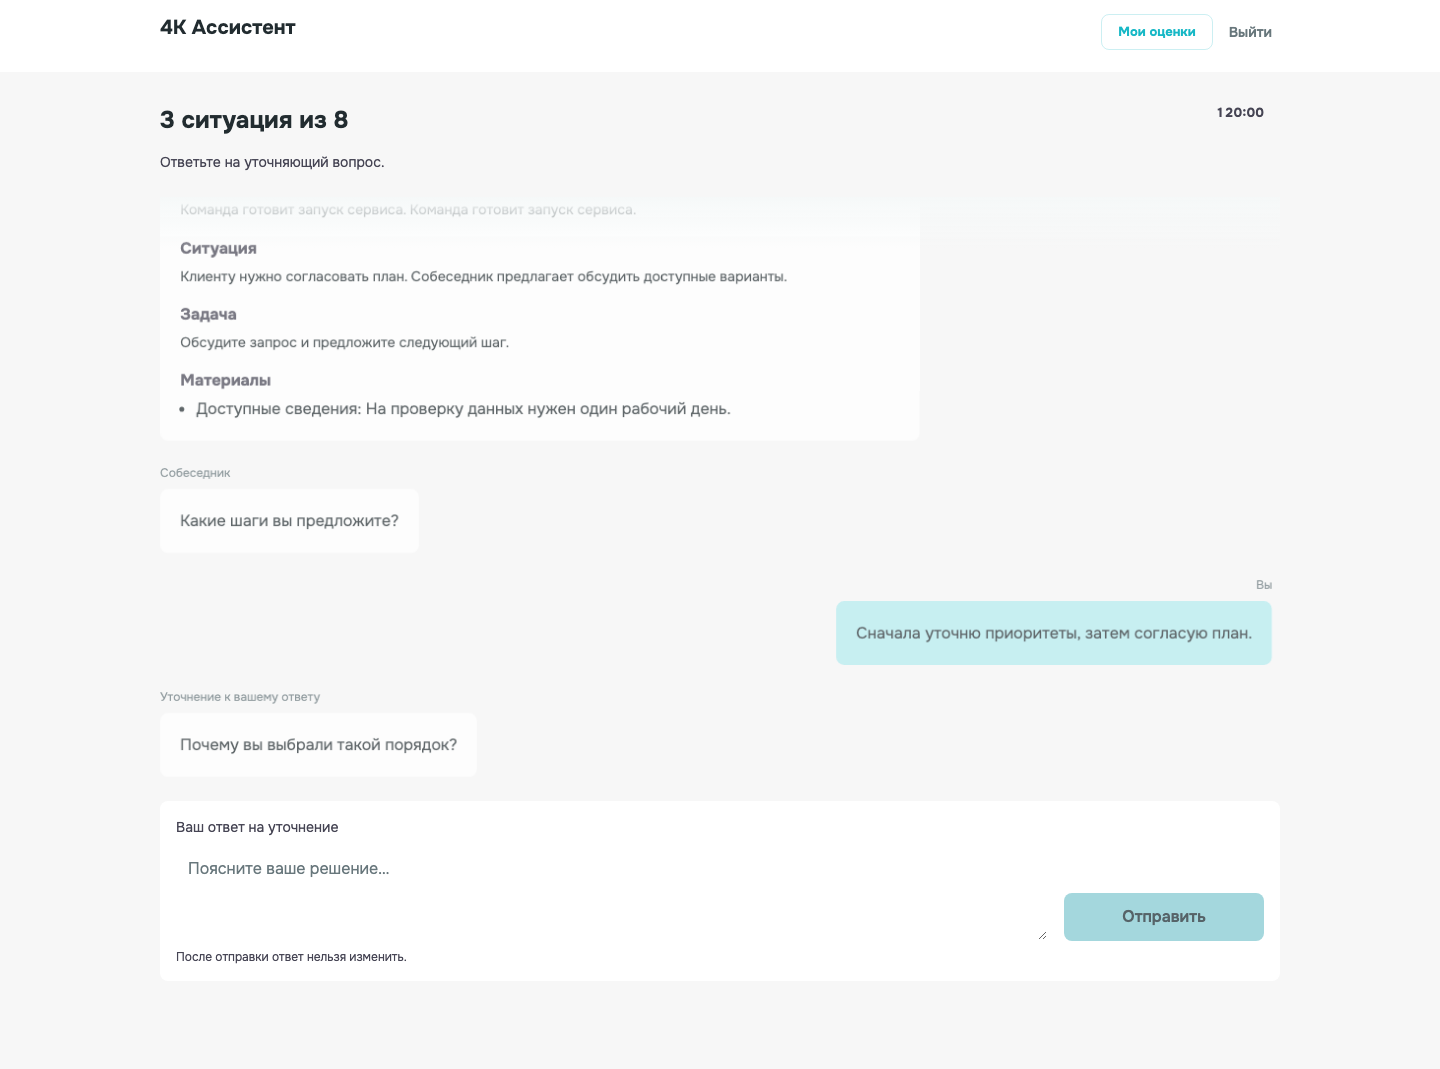 4К Ассистент
Мои оценки
Выйти
3 ситуация из 8
1 20:00
Ответьте на уточняющий вопрос.
Команда готовит запуск сервиса. Команда готовит запуск сервиса.
Ситуация
Клиенту нужно согласовать план. Собеседник предлагает обсудить доступные варианты.
Задача
Обсудите запрос и предложите следующий шаг.
Материалы
• Доступные сведения: На проверку данных нужен один рабочий день.
Собеседник
Какие шаги вы предложите?
Вы
Сначала уточню приоритеты, затем согласую план.
Уточнение к вашему ответу
Почему вы выбрали такой порядок?
Ваш ответ на уточнение
Поясните ваше решение...
Отправить
После отправки ответ нельзя изменить.